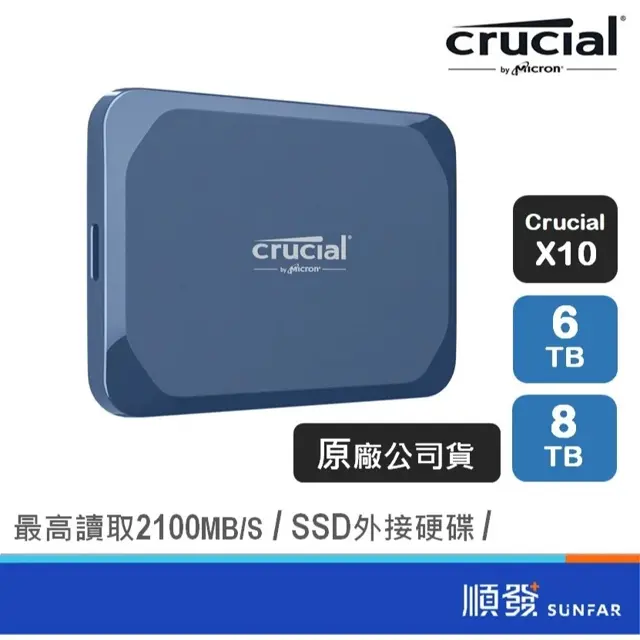 crucial
by Micron
crucial
by Micron
Crucial
X10
6
TB
8
TB
原廠公司貨
最高讀取2100MB/S / SSD外接硬碟 /
順發 SUNFAR